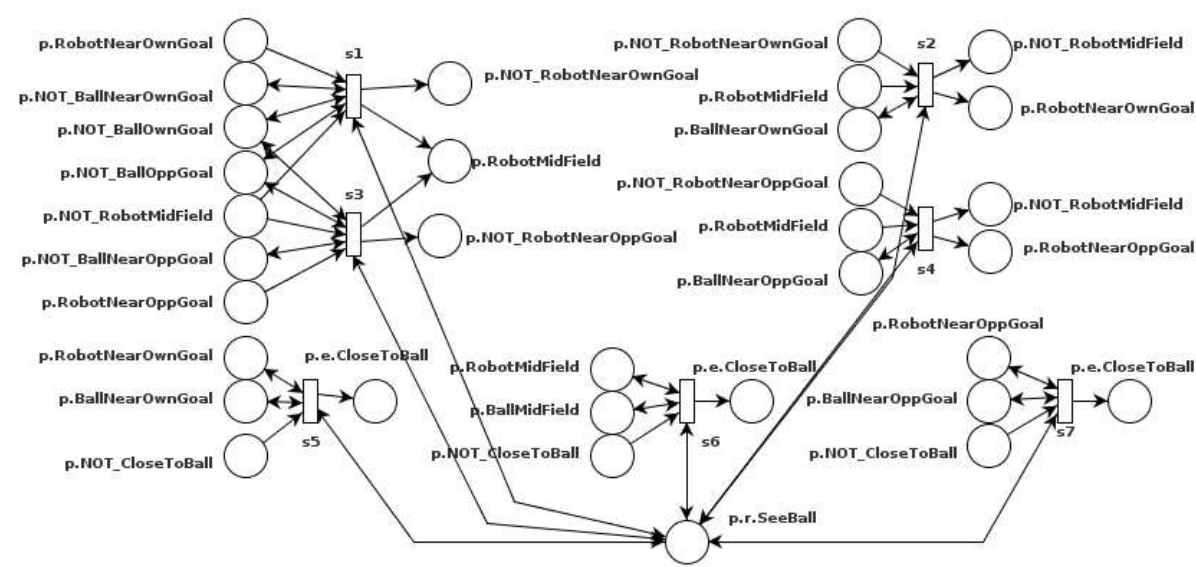 p.RobotNearOwnGoal
s1
p.NOT_BallNearOwnGoal
p.NOT_RobotNearOwnGoal
p.NOT_BallOwnGoal
p.NOT_BallOppGoal
p.RobotMidField
s3
p.NOT_RobotMidField
p.NOT_RobotNearOppGoal
p.NOT_BallNearOppGoal
p.RobotNearOppGoal
p.NOT_RobotNearOwnGoal
s2
p.NOT_RobotMidField
p.RobotMidField
p.RobotNearOwnGoal
p.BallNearOwnGoal
p.NOT_RobotNearOppGoal
p.NOT_RobotMidField
p.RobotMidField
p.RobotNearOppGoal
s4
p.BallNearOppGoal
p.RobotNearOwnGoal
p.e.CloseToBall
p.BallNearOwnGoal
s5
p.NOT_CloseToBall
p.RobotMidField
p.e.CloseToBall
p.BallMidField
s6
p.NOT_CloseToBall
p.RobotNearOppGoal
p.e.CloseToBall
p.BallNearOppGoal
s7
p.NOT_CloseToBall
p.r.SeeBall